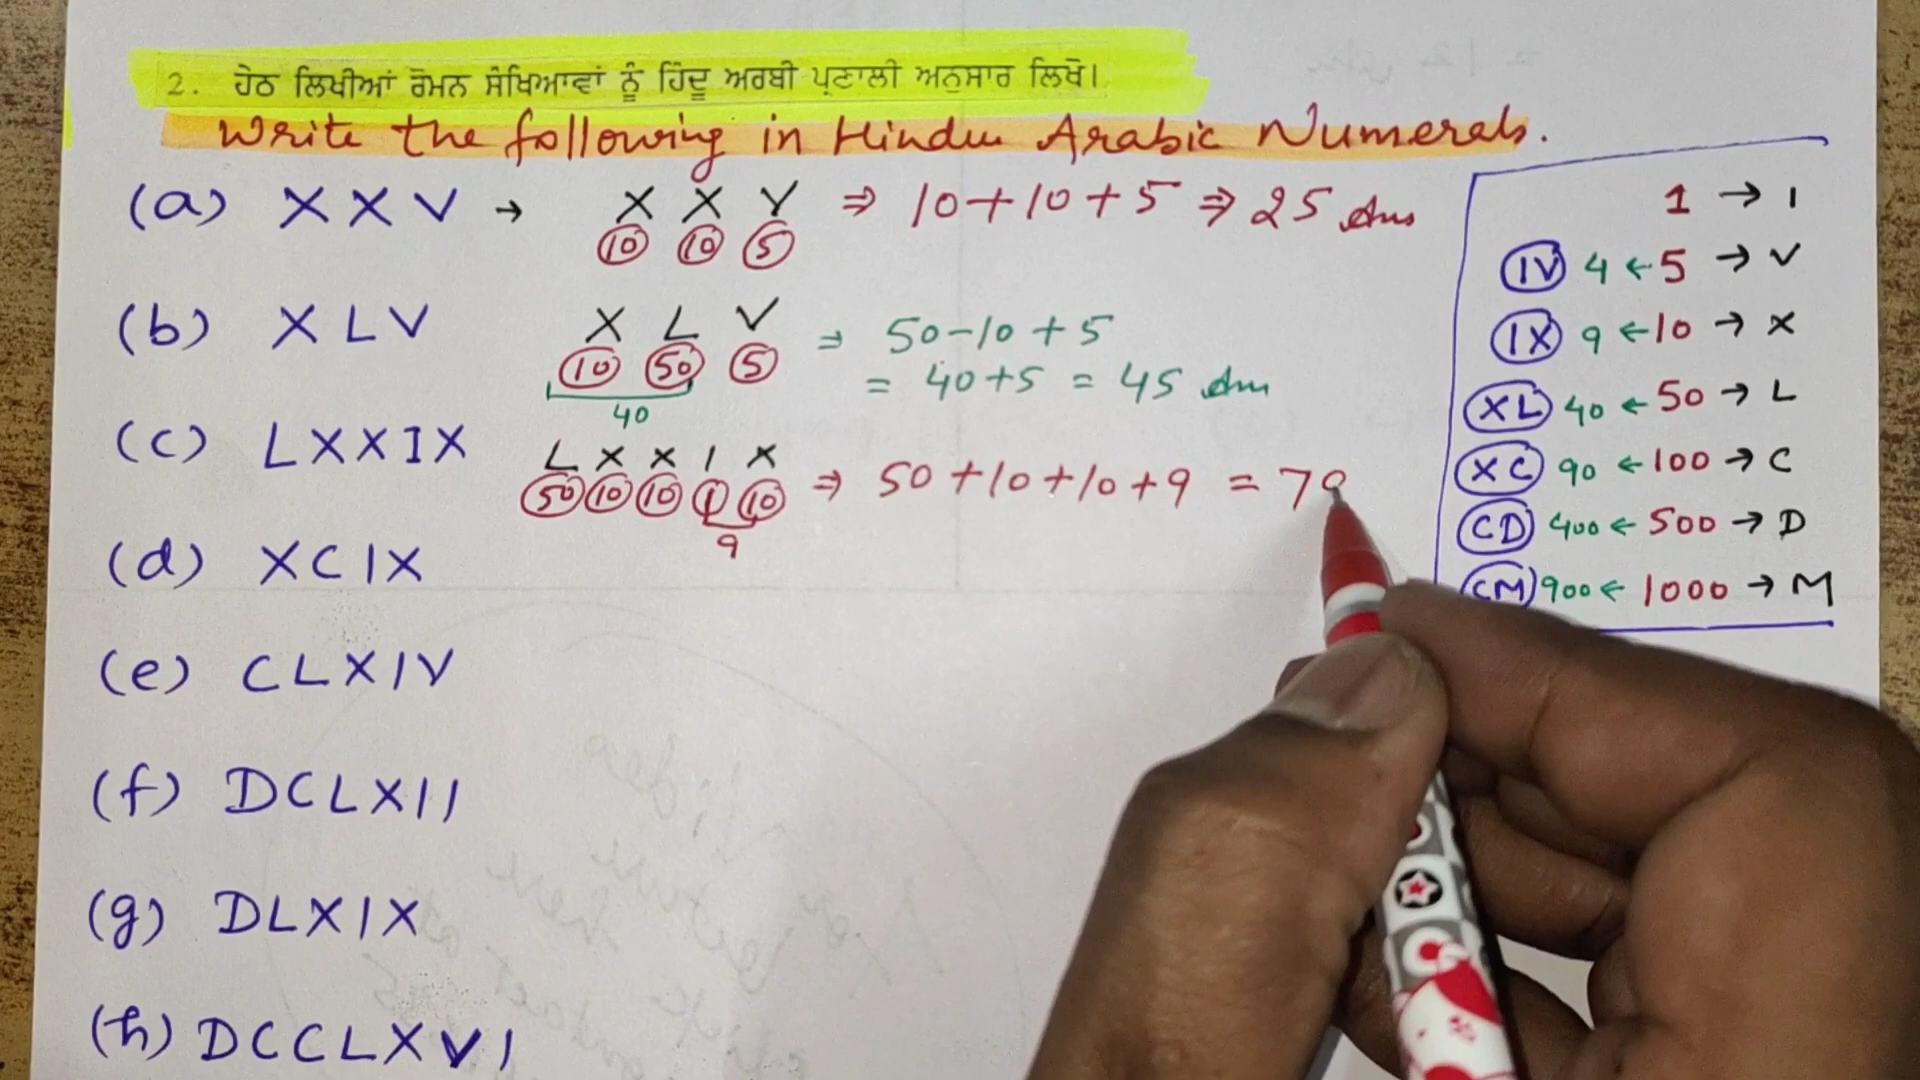 2. ਹੇਠ ਲਿਖੀਆਂ ਰੋਮਨ ਸੰਖਿਆਵਾਂ ਨੂੰ ਹਿੰਦੂ ਅਰਬੀ ਪ੍ਰਣਾਲੀ ਅਨੁਸਾਰ ਲਿਖੋ।
Write the following in Hindu Arabic Numerals.
(a) XXV → X X V ⇒ 10+10+5 ⇒ 25 Ans
10 10 5
(b) XLV X L V ⇒ 50-10+5
10 50 5 = 40+5 = 45 Ans
40
(c) LXXIX L X X I X ⇒ 50+10+10+9 = 79
50 10 10 1 10
9
(d) XCIX
(e) CLXIV
(f) DCLXII
(g) DLXIX
(h) DCCLXVI
1 → I
IV 4 ← 5 → V
IX 9 ← 10 → X
XL 40 ← 50 → L
XC 90 ← 100 → C
CD 400 ← 500 → D
CM 900 ← 1000 → M